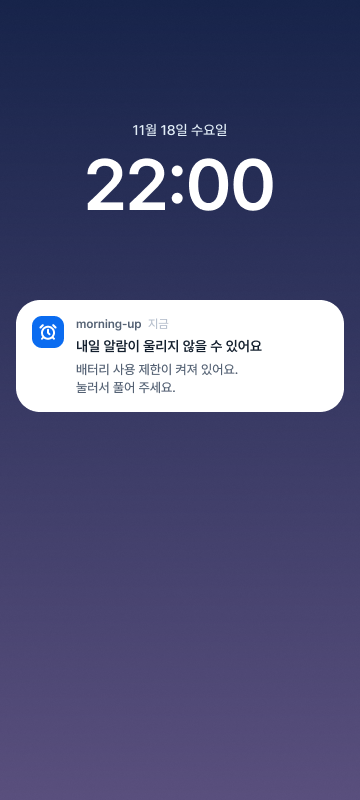 11월 18일 수요일
22:00
morning-up 지금
내일 알람이 울리지 않을 수 있어요
배터리 사용 제한이 켜져 있어요.
눌러서 풀어 주세요.